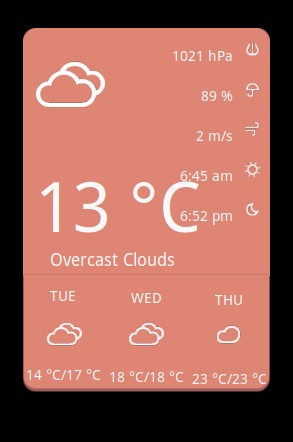 1021 hPa
89 %
2 m/s
6:45 am
13 °C
6:52 pm
Overcast Clouds
TUE WED THU
14 °C/17 °C 18 °C/18 °C 23 °C/23 °C